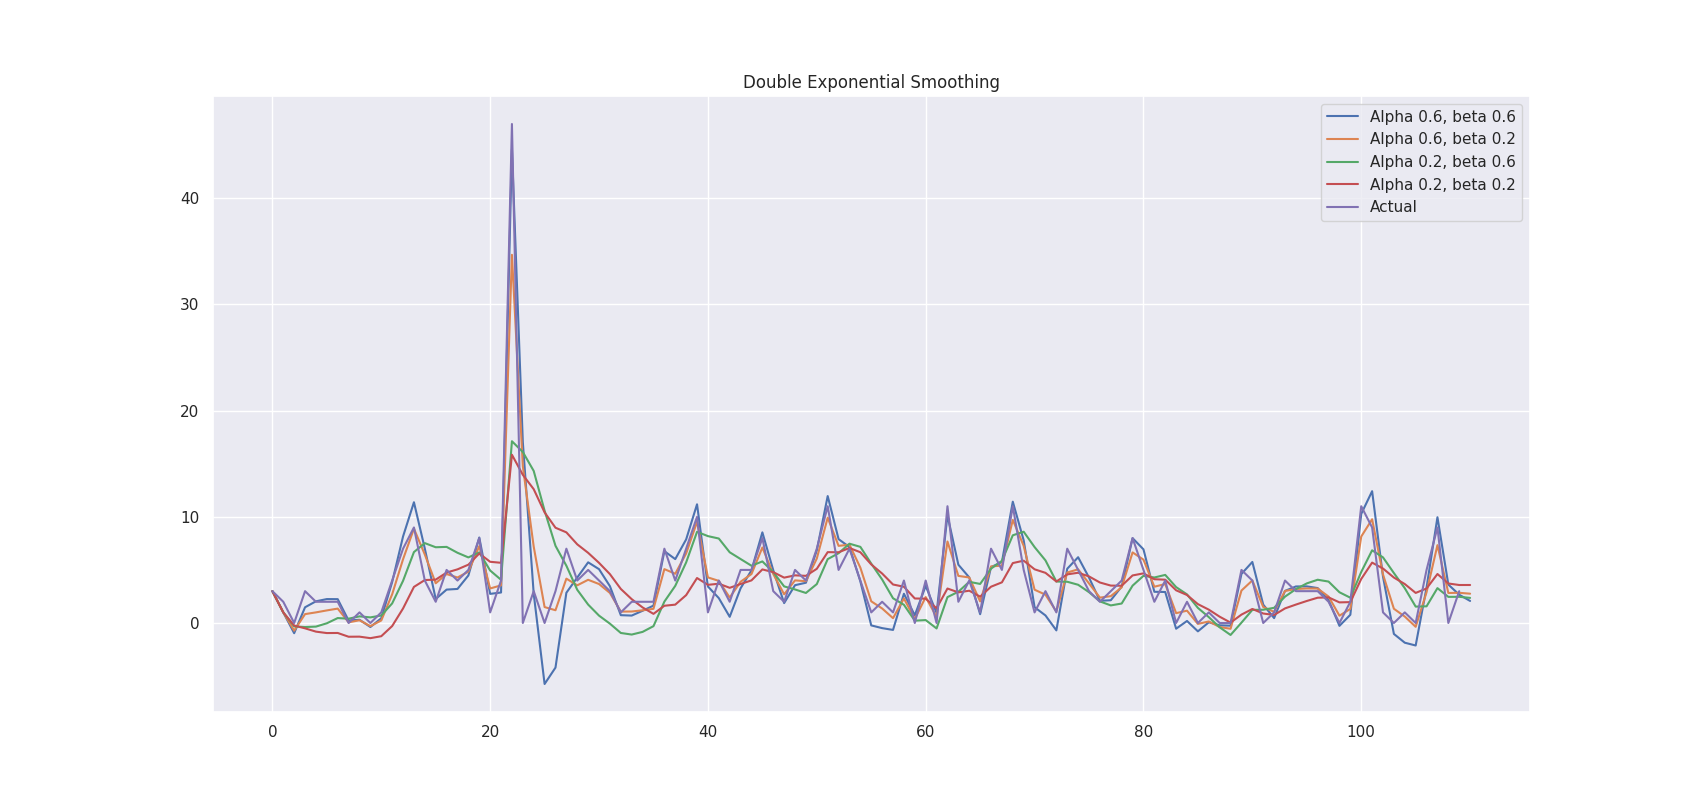 Double Exponential Smoothing
Alpha 0.6, beta 0.6
Alpha 0.6, beta 0.2
Alpha 0.2, beta 0.6
Alpha 0.2, beta 0.2
Actual
40
30
20
10
0
0 20 40 60 80 100